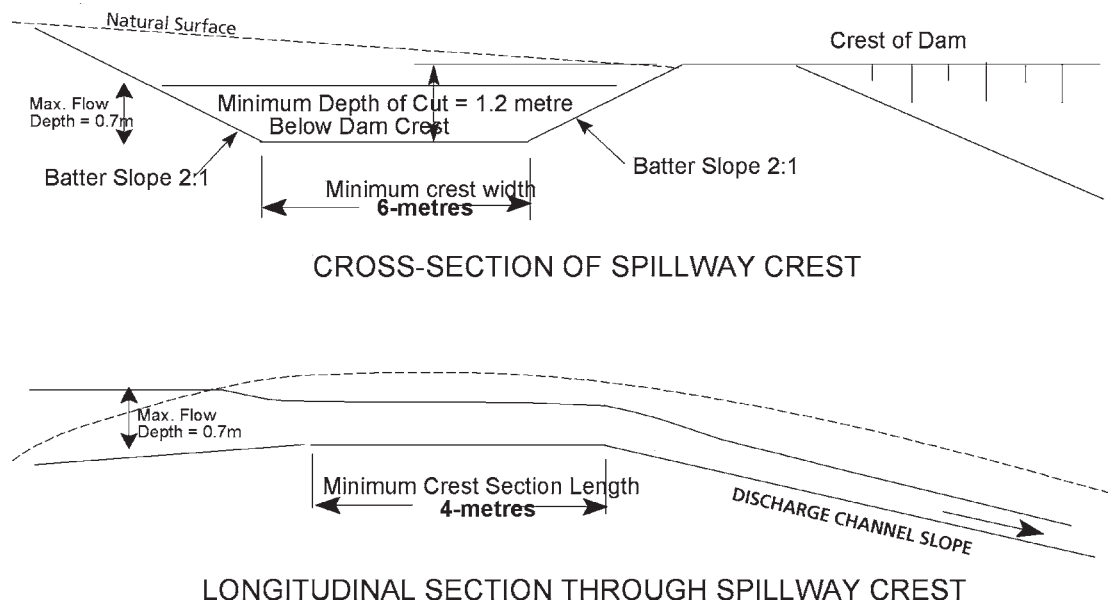 Natural Surface
Crest of Dam
Max. Flow
Depth = 0.7m
Minimum Depth of Cut = 1.2 metre
Below Dam Crest
Batter Slope 2:1
Batter Slope 2:1
Minimum crest width
6-metres
CROSS-SECTION OF SPILLWAY CREST
Max. Flow
Depth = 0.7m
Minimum Crest Section Length
4-metres
DISCHARGE CHANNEL SLOPE
LONGITUDINAL SECTION THROUGH SPILLWAY CREST